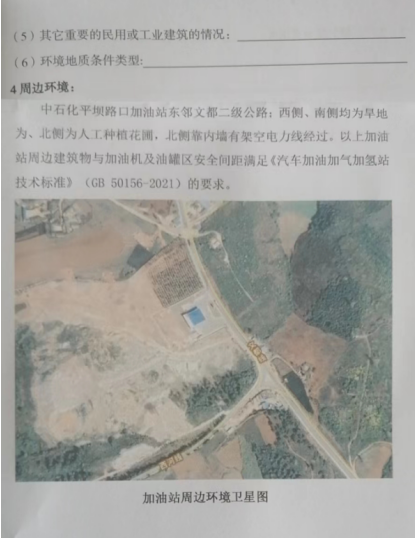 （5）其它重要的民用或工业建筑的情况：
（6）环境地质条件类型:
4 周边环境：
中石化平坝路口加油站东邻文都二级公路；西侧、南侧均为旱地
为、北侧为人工种植花圃，北侧靠内墙有架空电力线经过。以上加油
站周边建筑物与加油机及油罐区安全间距满足《汽车加油加气加氢站
技术标准》（GB 50156-2021）的要求。
加油站周边环境卫星图